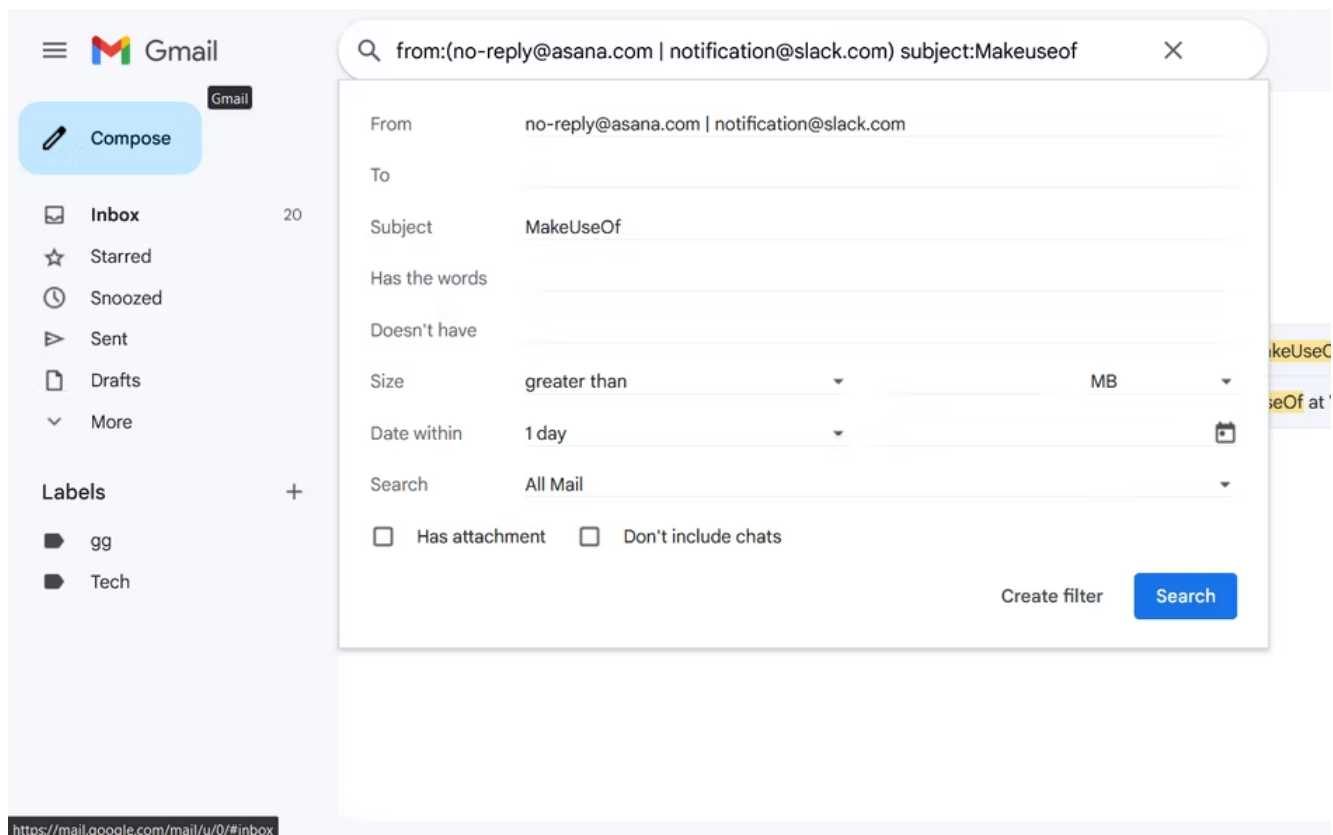 Gmail
from:(no-reply@asana.com | notification@slack.com) subject:Makeuseof
Gmail
Compose
Inbox 20
Starred
Snoozed
Sent
Drafts
More
Labels
gg
Tech
From no-reply@asana.com | notification@slack.com
To
Subject MakeUseOf
Has the words
Doesn't have
Size greater than MB
Date within 1 day
Search All Mail
Has attachment Don't include chats
Create filter Search
at
https://mail.google.com/mail/u/0/#inbox